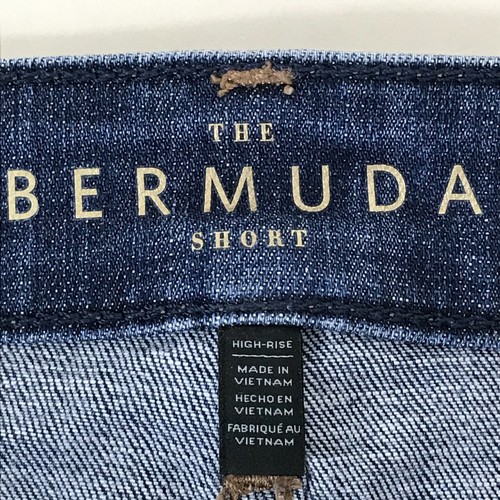 THE
BERMUDA
SHORT
HIGH-RISE
MADE IN
VIETNAM
HECHO EN
VIETNAM
FABRIQUÉ AU
VIETNAM